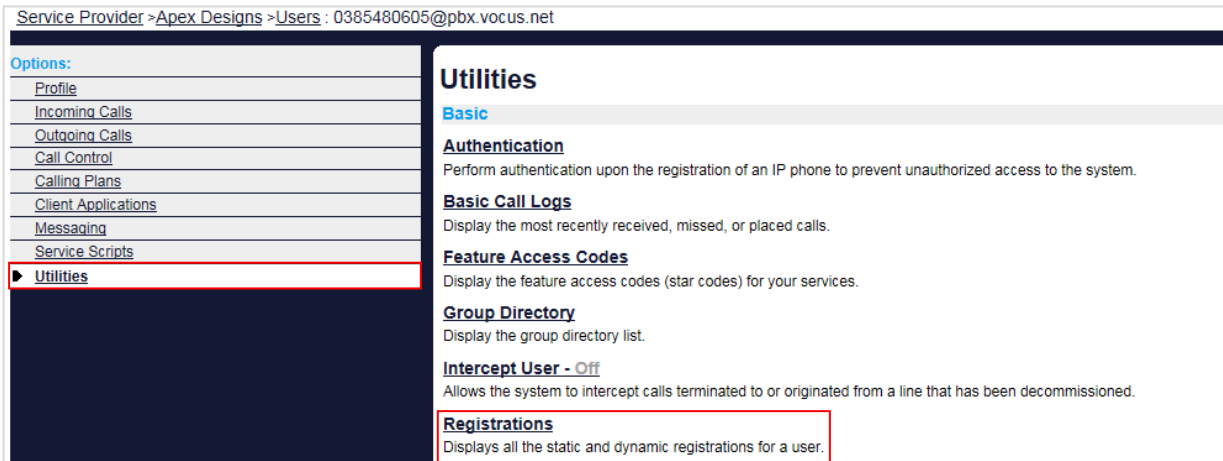 Service Provider >Apex Designs >Users : 0385480605@pbx.vocus.net
Options:
Profile
Incoming Calls
Outgoing Calls
Call Control
Calling Plans
Client Applications
Messaging
Service Scripts
Utilities
Utilities
Basic
Authentication
Perform authentication upon the registration of an IP phone to prevent unauthorized access to the system.
Basic Call Logs
Display the most recently received, missed, or placed calls.
Feature Access Codes
Display the feature access codes (star codes) for your services.
Group Directory
Display the group directory list.
Intercept User - Off
Allows the system to intercept calls terminated to or originated from a line that has been decommissioned.
Registrations
Displays all the static and dynamic registrations for a user.